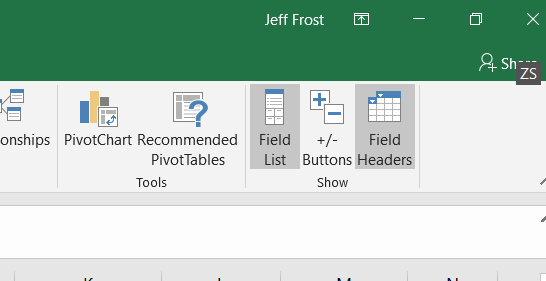 Jeff Frost
Share
ZS
onships
PivotChart
Recommended
PivotTables
Field
List
+/-
Buttons
Field
Headers
Tools
Show